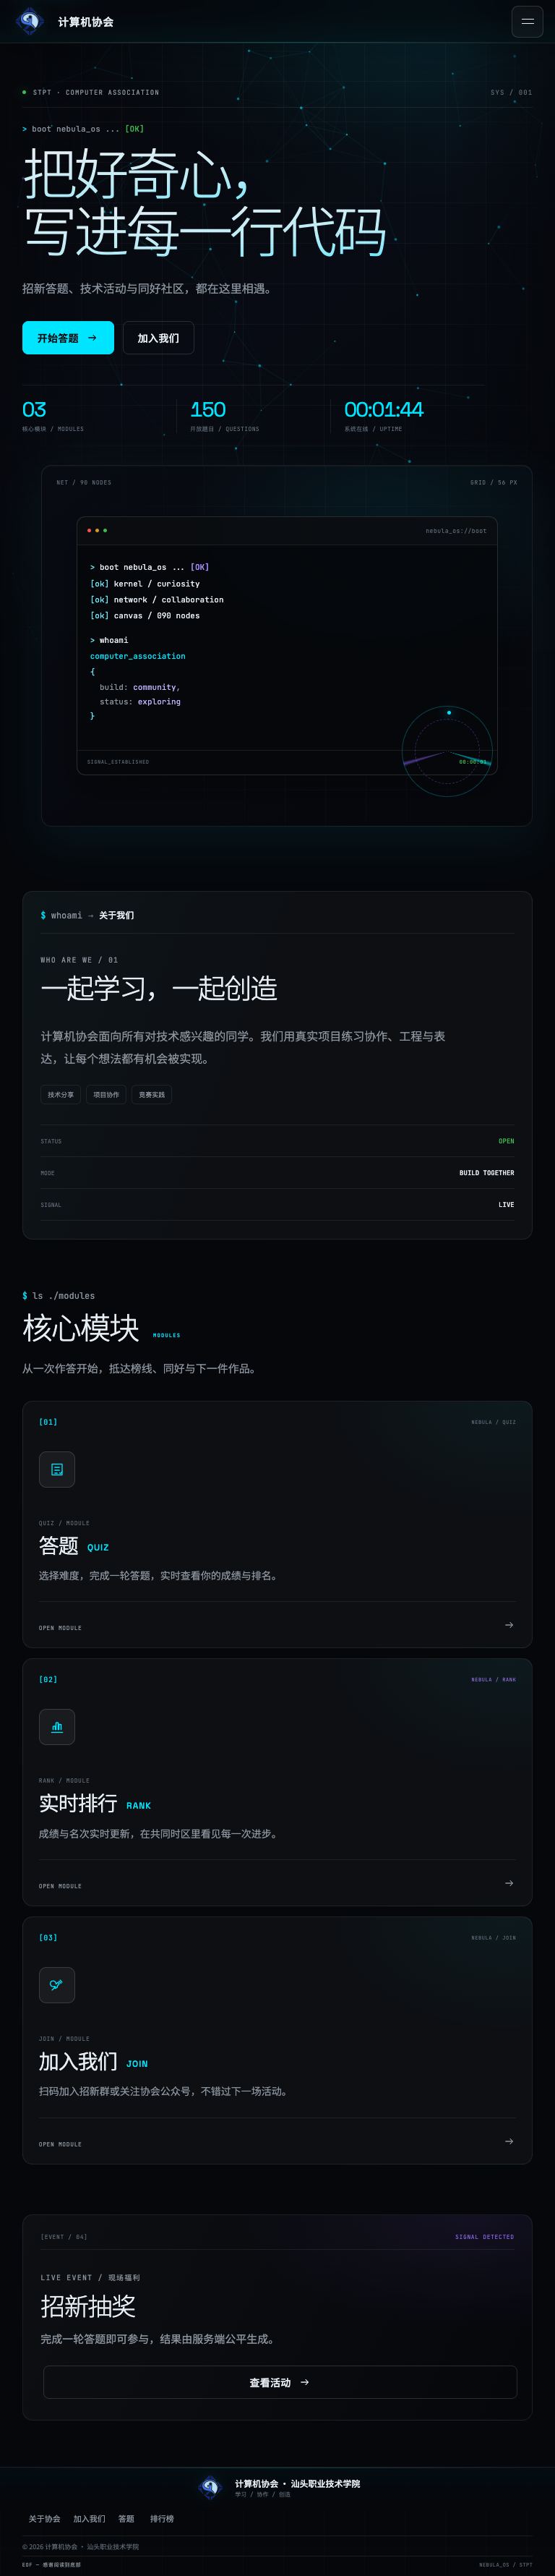 计算机协会
STPT · COMPUTER ASSOCIATION
SYS / 001
> boot nebula_os ... [OK]
把好奇心，
写进每一行代码
招新答题、技术活动与同好社区，都在这里相遇。
开始答题 →
加入我们
03
核心模块 / MODULES
150
开放题目 / QUESTIONS
00:01:44
系统在线 / UPTIME
NET / 90 NODES
GRID / 56 PX
nebula_os://boot
> boot nebula_os ... [OK]
[ok] kernel / curiosity
[ok] network / collaboration
[ok] canvas / 090 nodes
> whoami
computer_association
{
build: community,
status: exploring
}
SIGNAL_ESTABLISHED
$ whoami → 关于我们
WHO ARE WE / 01
一起学习，一起创造
计算机协会面向所有对技术感兴趣的同学。我们用真实项目练习协作、工程与表
达，让每个想法都有机会被实现。
技术分享
项目协作
竞赛实践
STATUS
OPEN
MODE
BUILD TOGETHER
SIGNAL
LIVE
$ ls ./modules
核心模块 MODULES
从一次作答开始，抵达榜线、同好与下一件作品。
[01]
NEBULA / QUIZ
QUIZ / MODULE
答题 QUIZ
选择难度，完成一轮答题，实时查看你的成绩与排名。
OPEN MODULE →
[02]
NEBULA / RANK
RANK / MODULE
实时排行 RANK
成绩与名次实时更新，在共同时区里看见每一次进步。
OPEN MODULE →
[03]
NEBULA / JOIN
JOIN / MODULE
加入我们 JOIN
扫码加入招新群或关注协会公众号，不错过下一场活动。
OPEN MODULE →
[EVENT / 04]
SIGNAL DETECTED
LIVE EVENT / 现场福利
招新抽奖
完成一轮答题即可参与，结果由服务端公平生成。
查看活动 →
计算机协会 · 汕头职业技术学院
学习 / 协作 / 创造
关于协会
加入我们
答题
排行榜
© 2026 计算机协会 · 汕头职业技术学院
EOF — 感谢阅读到底部
NEBULA_OS / STPT